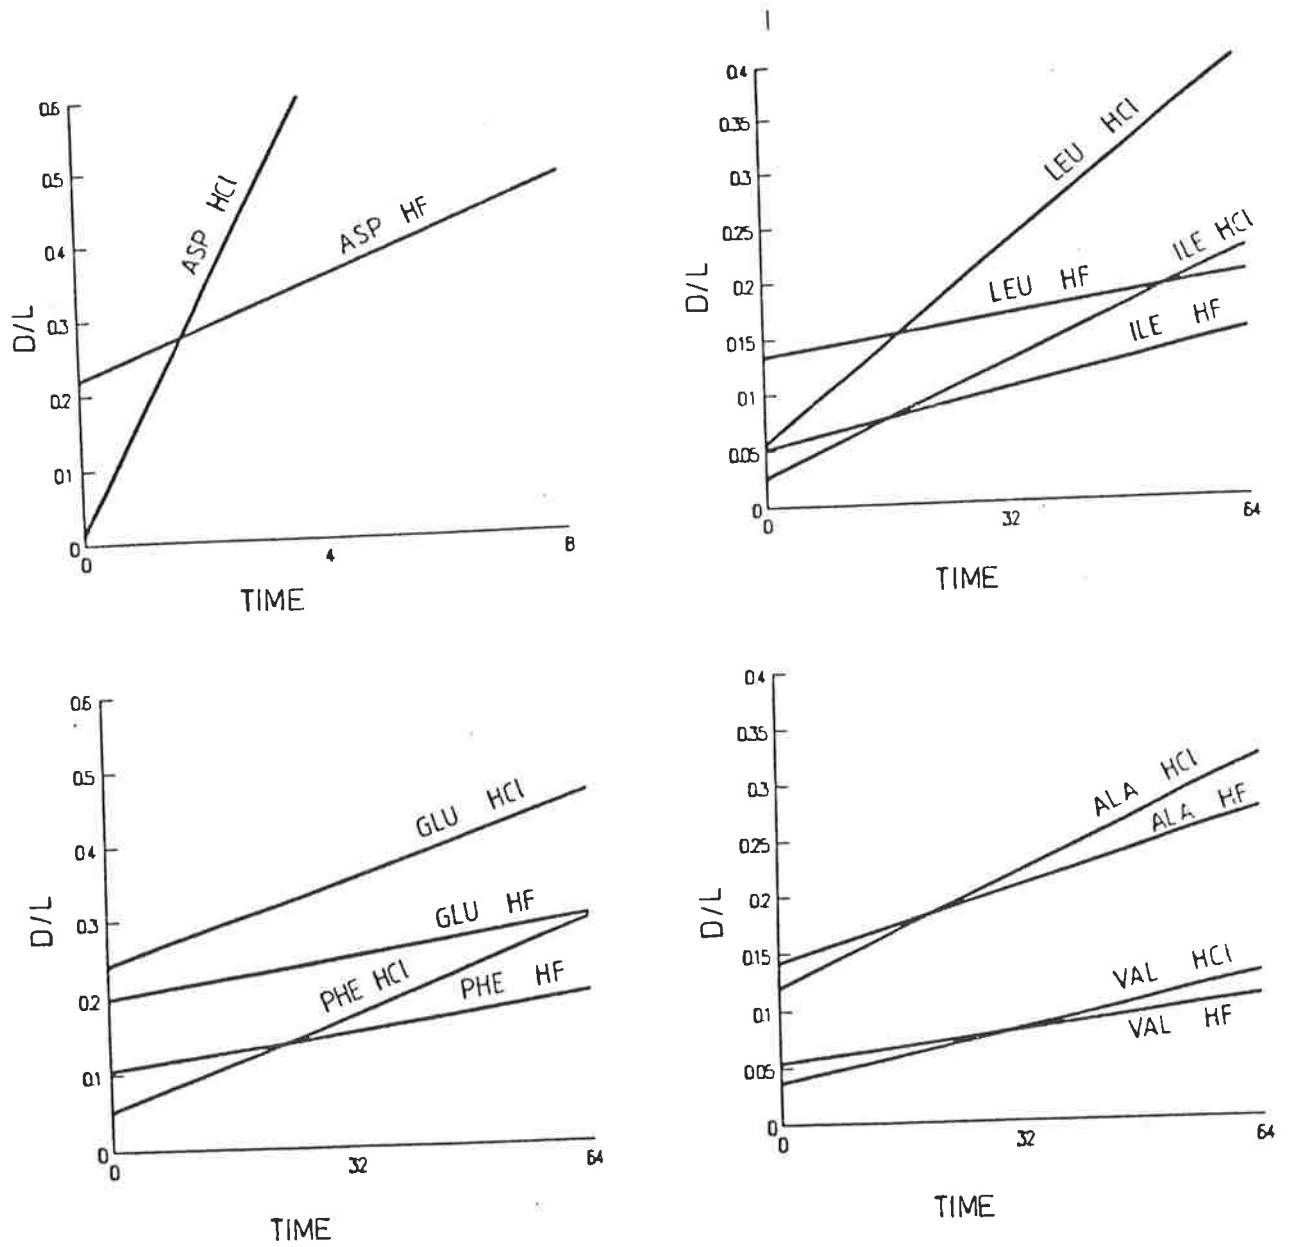 0.6
0.5
0.4
0.3
0.2
0.1
0
0
4
8
D/L
TIME
ASP HCl
ASP HF
0.4
0.35
0.3
0.25
0.2
0.15
0.1
0.05
0
0
32
64
D/L
TIME
LEU HCl
ILE HCl
LEU HF
ILE HF
0.6
0.5
0.4
0.3
0.2
0.1
0
0
32
64
D/L
TIME
GLU HCl
GLU HF
PHE HCl
PHE HF
0.4
0.35
0.3
0.25
0.2
0.15
0.1
0.05
0
0
32
64
D/L
TIME
ALA HCl
ALA HF
VAL HCl
VAL HF